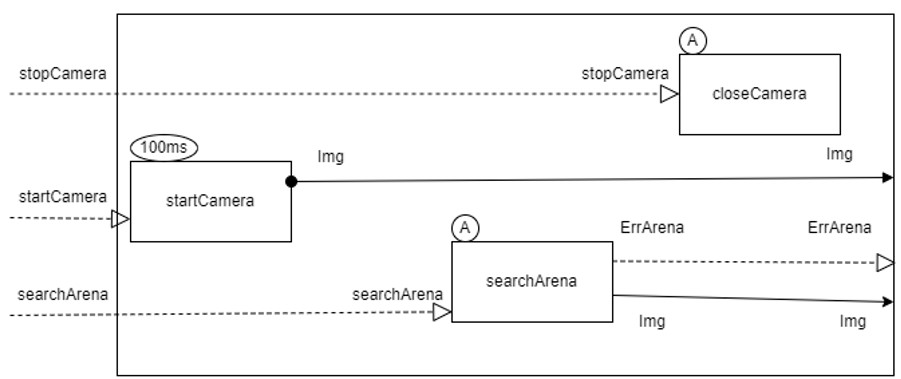 A
stopCamera
stopCamera
closeCamera
100ms
Img
Img
startCamera
startCamera
A
ErrArena
ErrArena
searchArena
searchArena
searchArena
Img
Img